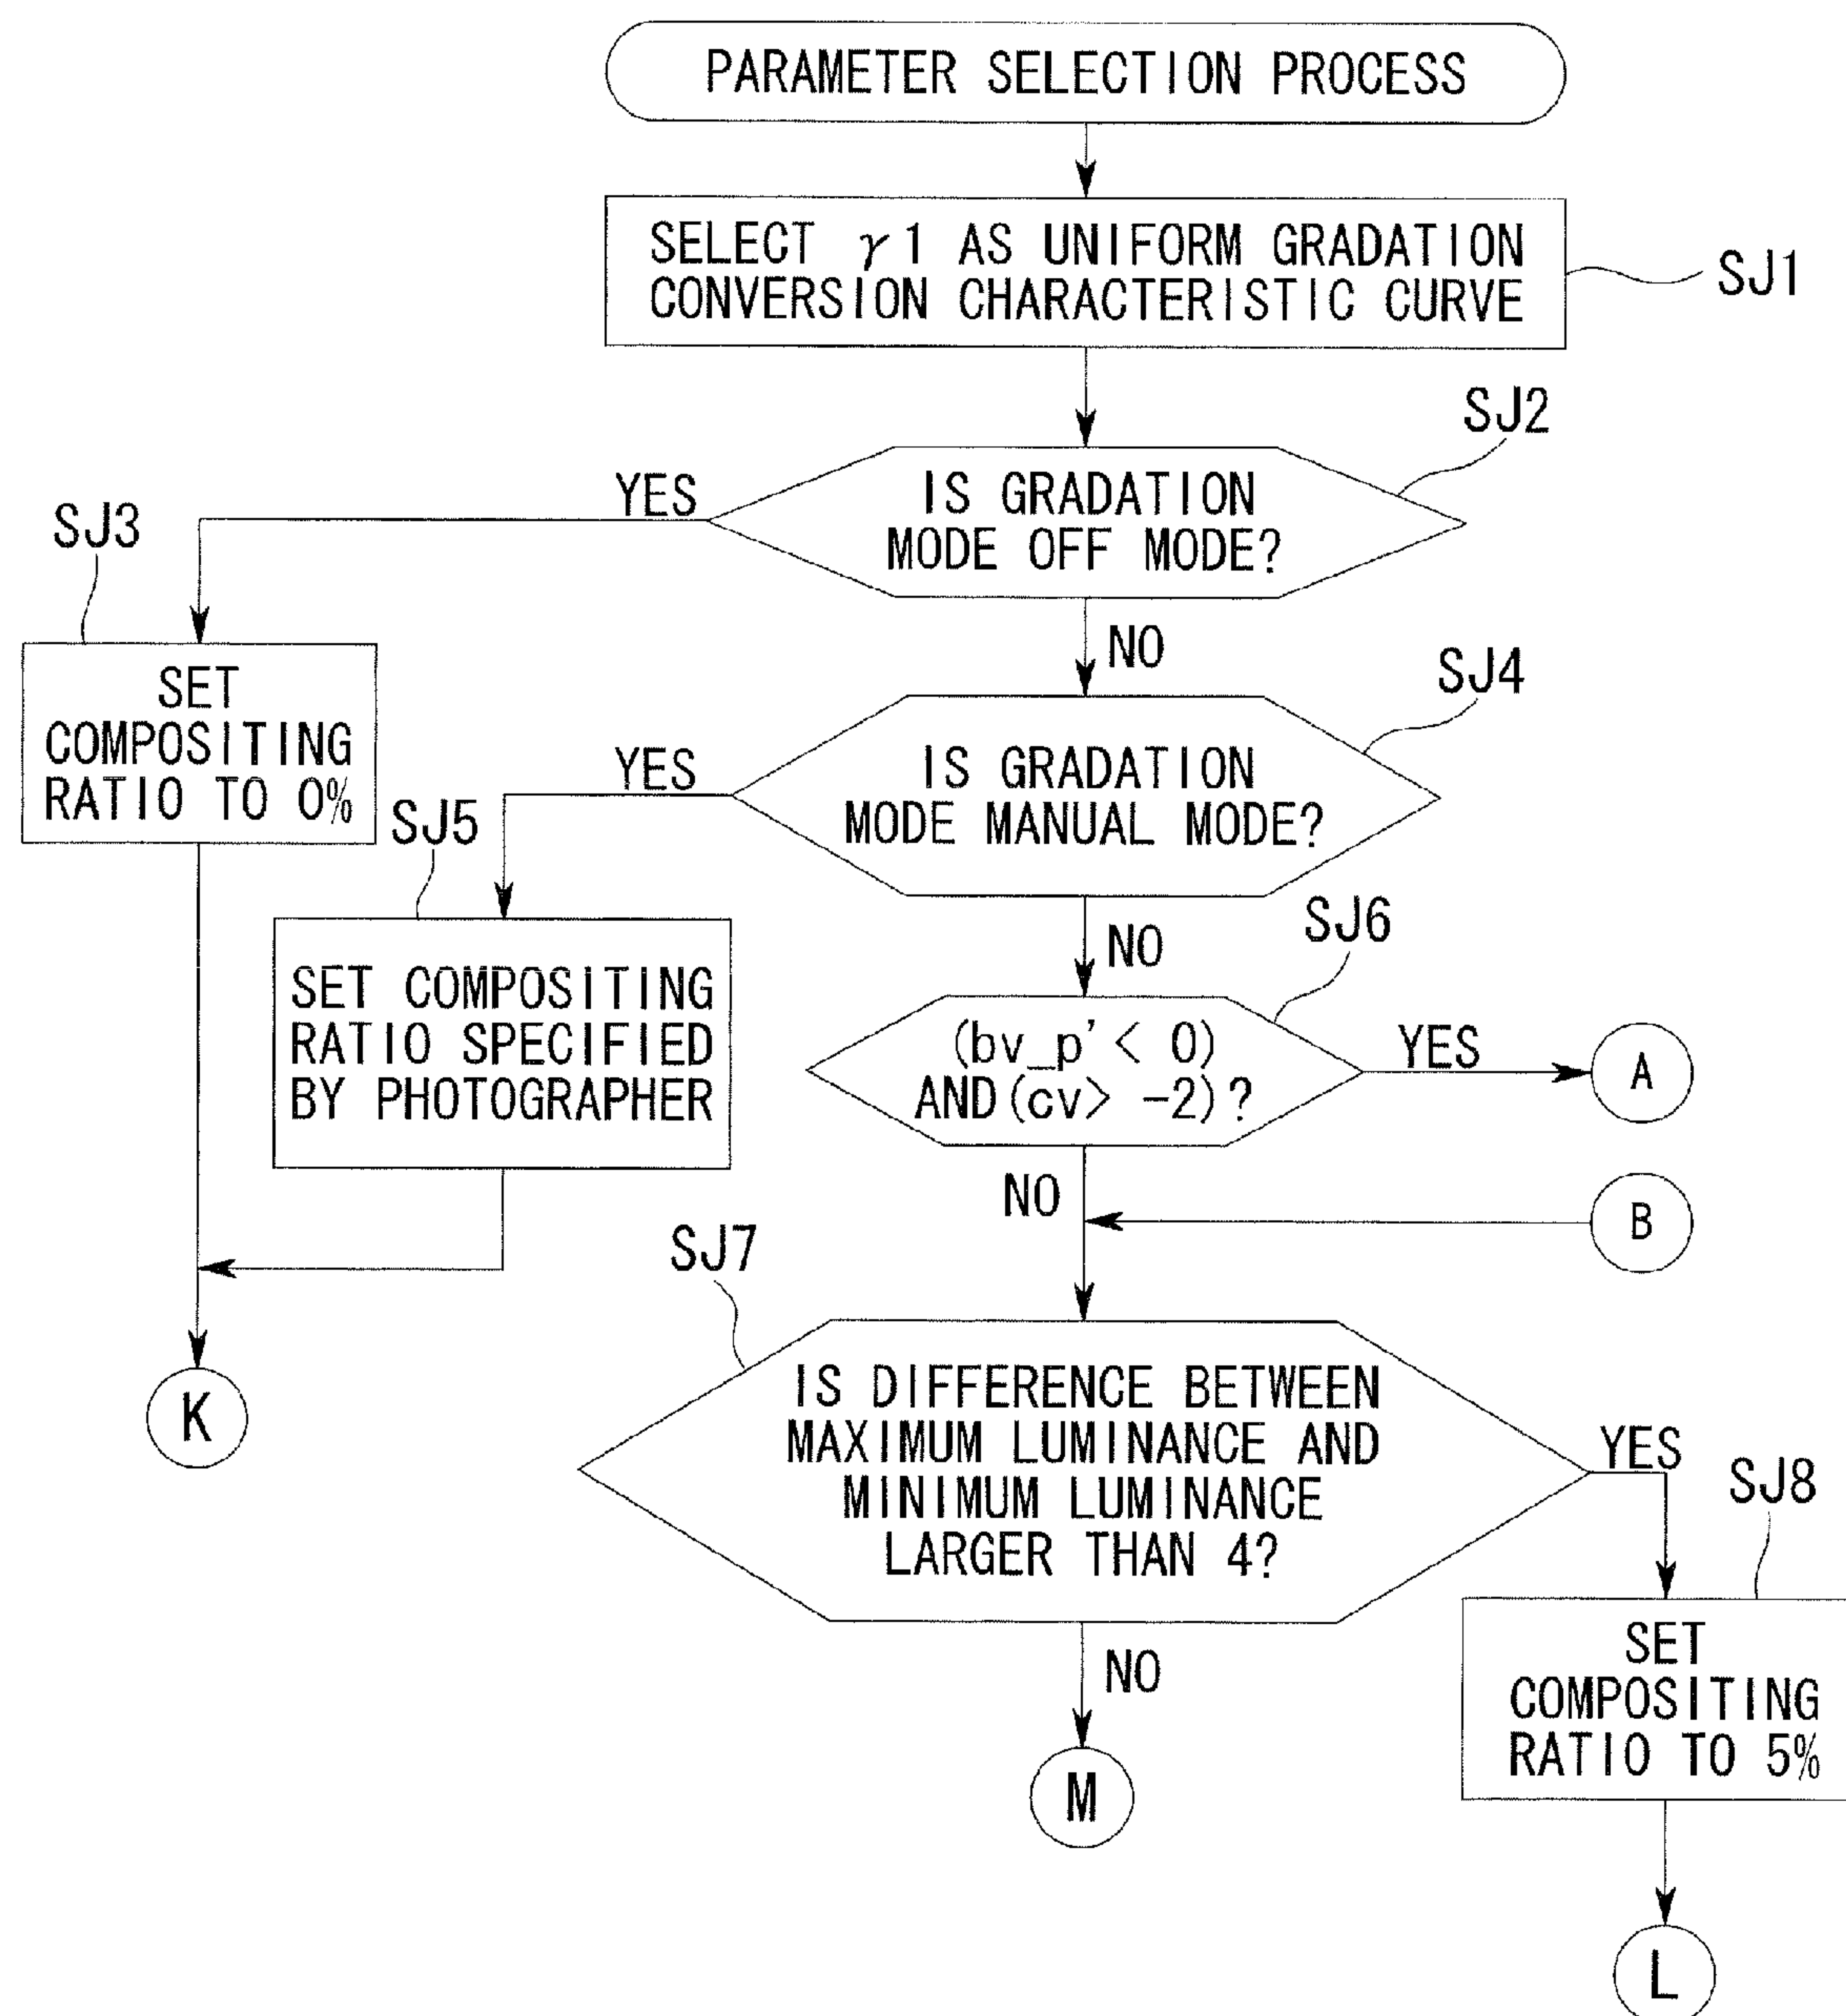 PARAMETER SELECTION PROCESS
SELECT γ1 AS UNIFORM GRADATION
CONVERSION CHARACTERISTIC CURVE
SJ1
SJ2
IS GRADATION
MODE OFF MODE?
YES
NO
SJ3
SET
COMPOSITING
RATIO TO 0%
SJ4
IS GRADATION
MODE MANUAL MODE?
YES
NO
SJ5
SET COMPOSITING
RATIO SPECIFIED
BY PHOTOGRAPHER
SJ6
(bv_p' < 0)
AND(cv> -2)?
YES
A
NO
B
K
SJ7
IS DIFFERENCE BETWEEN
MAXIMUM LUMINANCE AND
MINIMUM LUMINANCE
LARGER THAN 4?
YES
NO
SJ8
SET
COMPOSITING
RATIO TO 5%
M
L